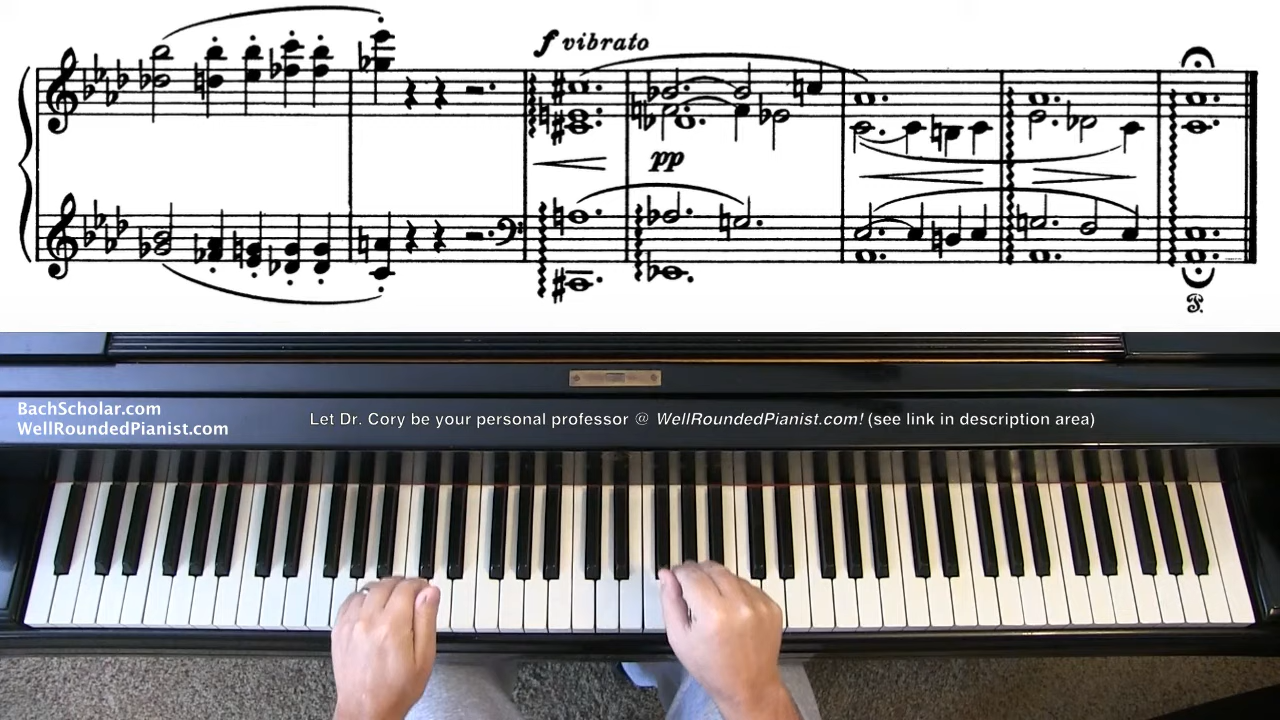 f vibrato
pp
P.
BachScholar.com
WellRoundedPianist.com
Let Dr. Cory be your personal professor @ WellRoundedPianist.com! (see link in description area)